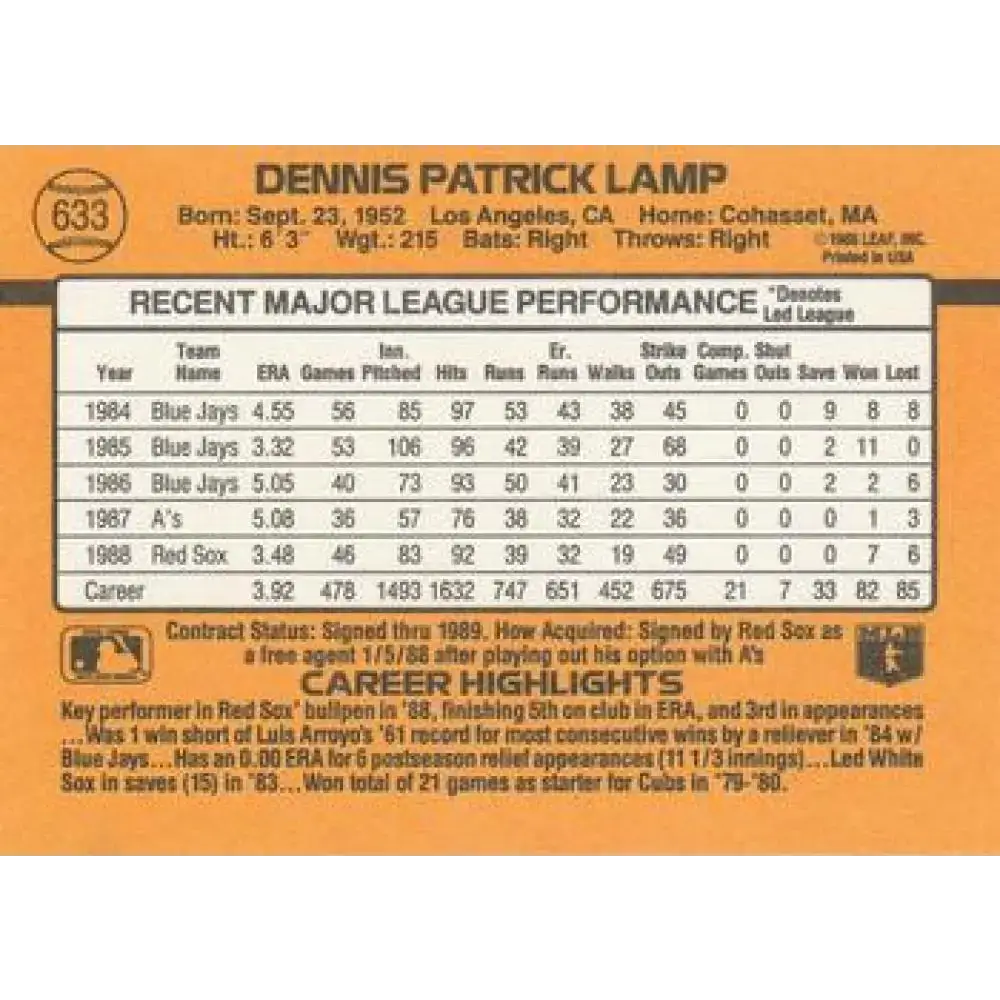 633
DENNIS PATRICK LAMP
Born: Sept. 23, 1952 Los Angeles, CA Home: Cohasset, MA
Ht.: 6'3" Wgt.: 215 Bats: Right Throws: Right
LEAF, INC.
Printed in USA
RECENT MAJOR LEAGUE PERFORMANCE *Denotes Led League
Year Team Name ERA Games Inn. Pitched Hits Runs Er. Runs Walks Strike Outs Comp. Games Shut Outs Save Won Lost
1984 Blue Jays 4.55 56 85 97 53 43 38 45 0 0 9 8 8
1985 Blue Jays 3.32 53 106 96 42 39 27 68 0 0 2 11 0
1986 Blue Jays 5.05 40 73 93 50 41 23 30 0 0 2 2 6
1987 A's 5.08 36 57 76 38 32 22 36 0 0 0 1 3
1988 Red Sox 3.48 46 83 92 39 32 19 49 0 0 0 7 6
Career 3.92 478 1493 1632 747 651 452 675 21 7 33 82 85
Contract Status: Signed thru 1989. How Acquired: Signed by Red Sox as
a free agent 1/5/88 after playing out his option with A's
CAREER HIGHLIGHTS
Key performer in Red Sox' bullpen in '88, finishing 5th on club in ERA, and 3rd in appearances
...Was 1 win short of Luis Arroyo's '61 record for most consecutive wins by a reliever in '84 w/
Blue Jays...Has an 0.00 ERA for 6 postseason relief appearances (11 1/3 innings)...Led White
Sox in saves (15) in '83...Won total of 21 games as starter for Cubs in '79-'80.